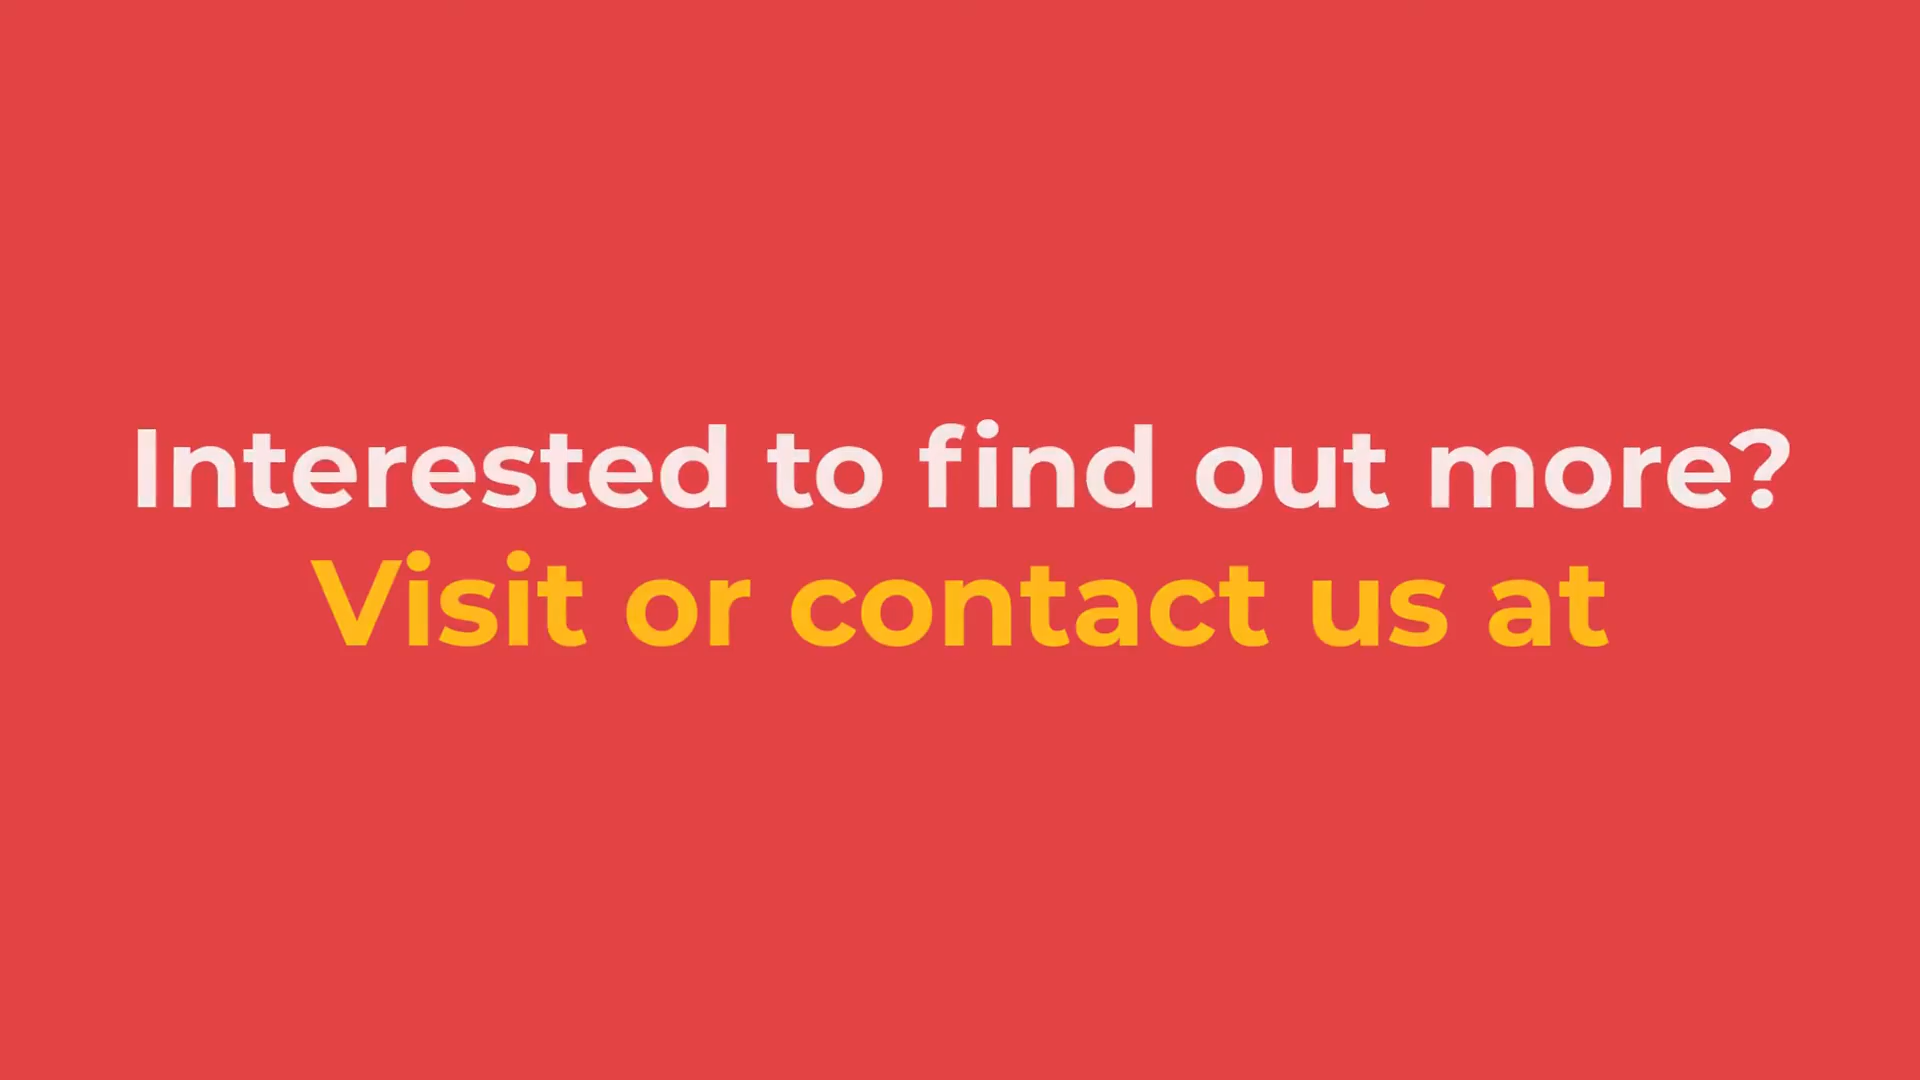 Interested to find out more?
Visit or contact us at